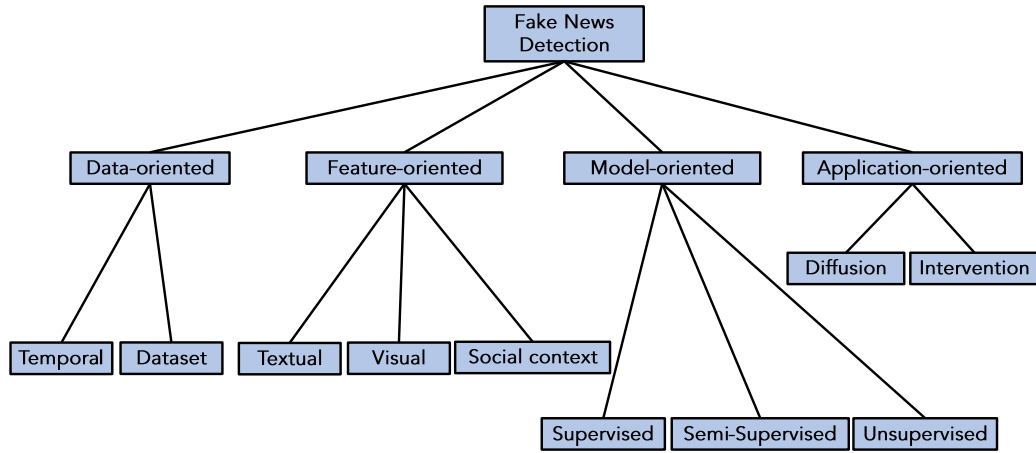 Fake News
Detection
Data-oriented
Feature-oriented
Model-oriented
Application-oriented
Diffusion
Intervention
Temporal
Dataset
Textual
Visual
Social context
Supervised
Semi-Supervised
Unsupervised